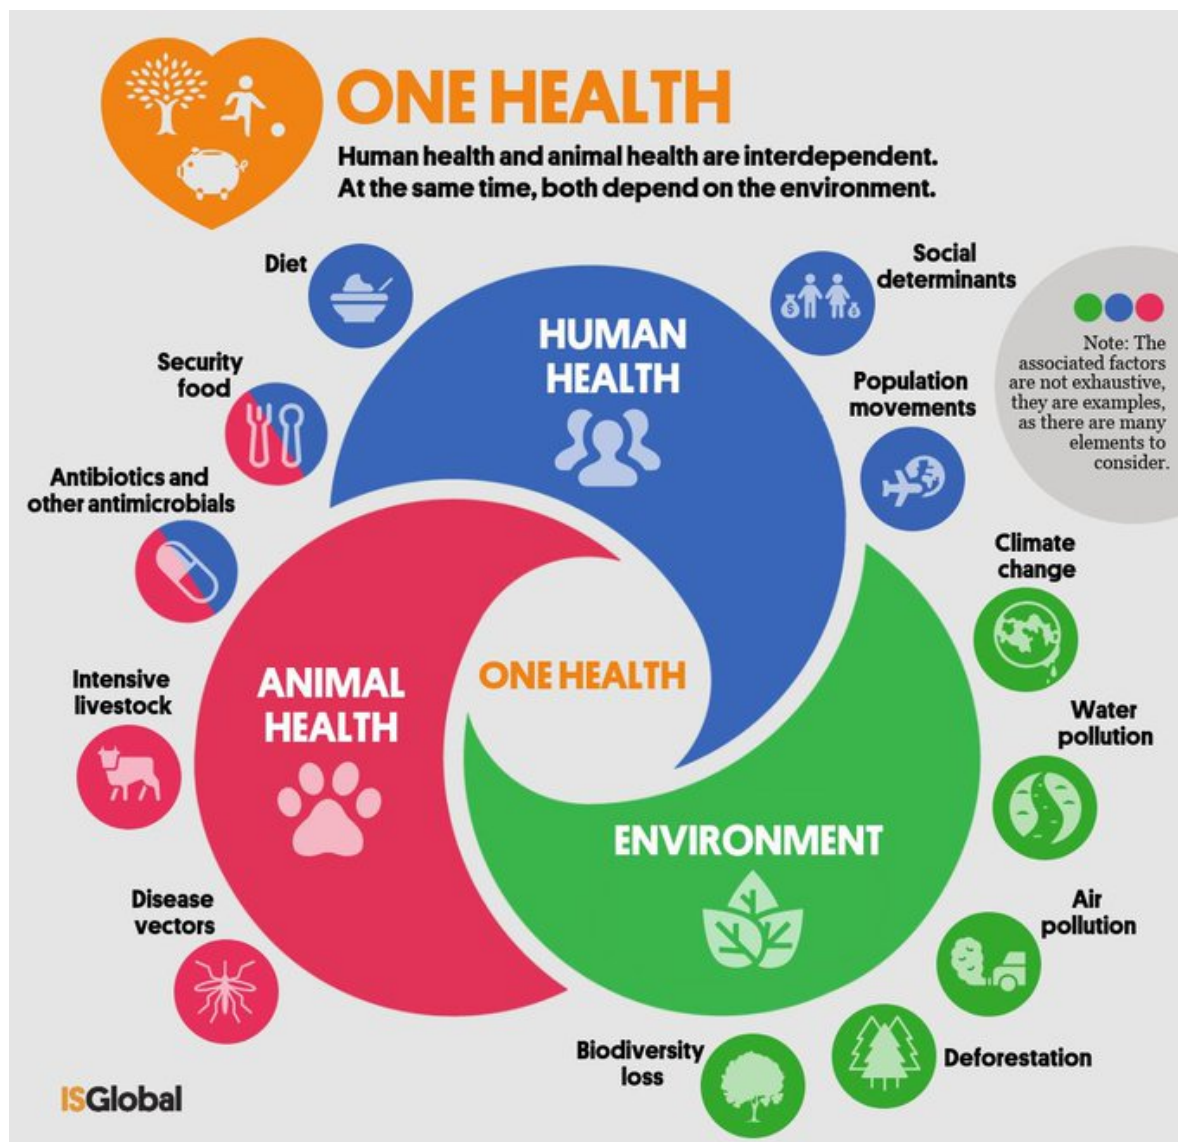 ONE HEALTH
Human health and animal health are interdependent.
At the same time, both depend on the environment.
Diet
Social
determinants
HUMAN
HEALTH
Security
food
Population
movements
Note: The
associated factors
are not exhaustive,
they are examples,
as there are many
elements to
consider.
Antibiotics and
other antimicrobials
Climate
change
ONE HEALTH
ANIMAL
HEALTH
Intensive
livestock
Water
pollution
ENVIRONMENT
Disease
vectors
Air
pollution
Biodiversity
loss
Deforestation
ISGlobal